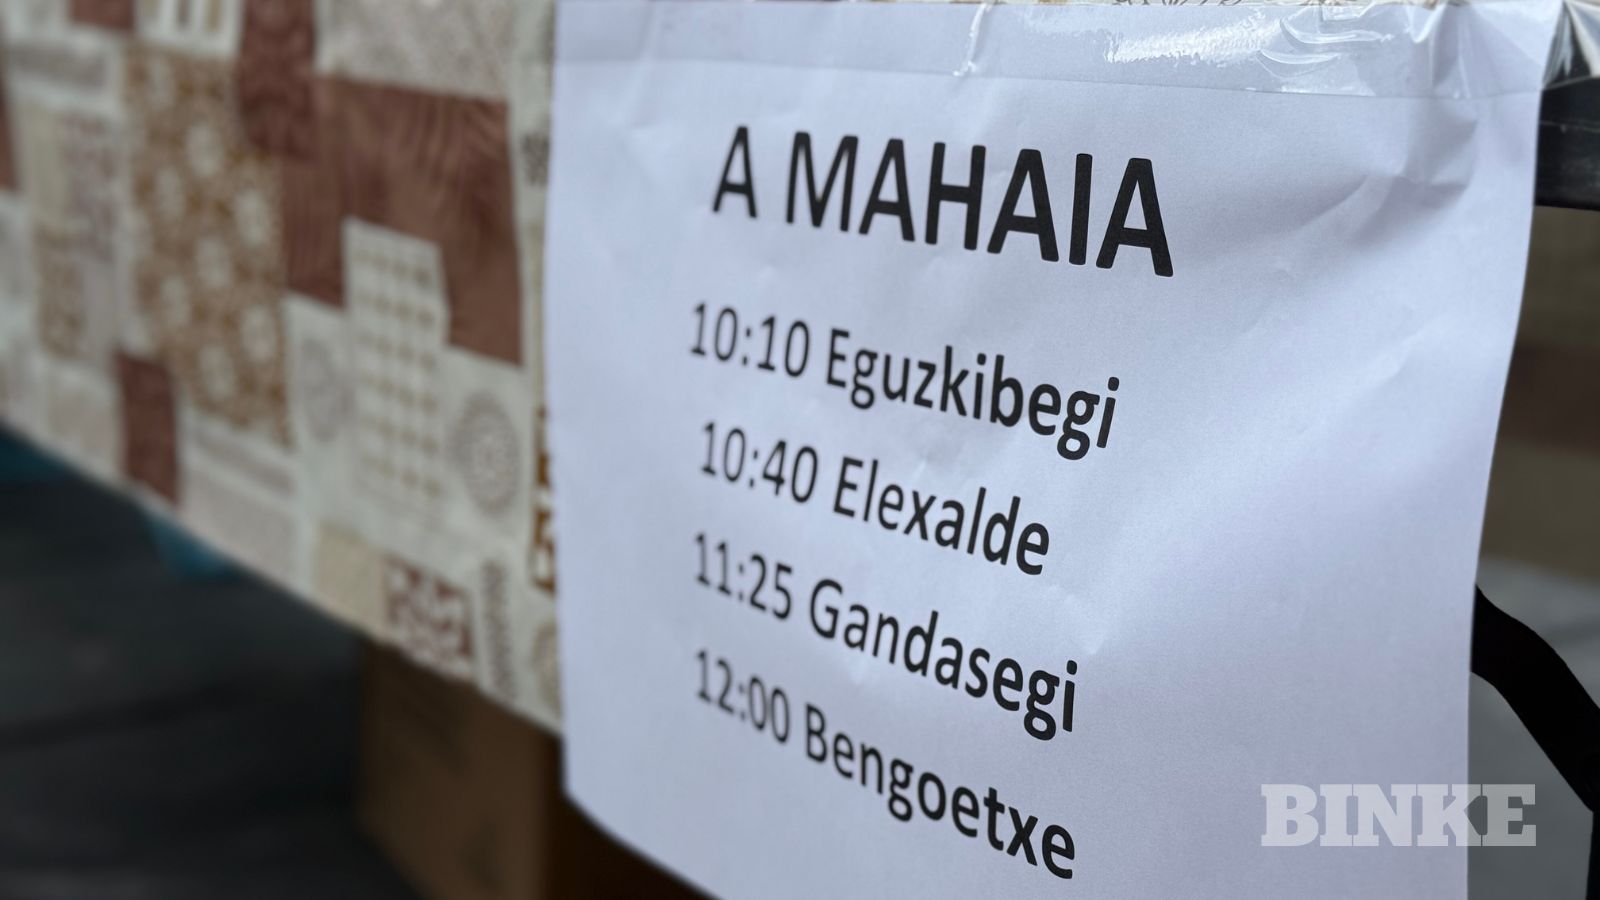 A MAHAIA
10:10 Eguzkibegi
10:40 Elexalde
11:25 Gandasegi
12:00 Bengoetxe
BINKE